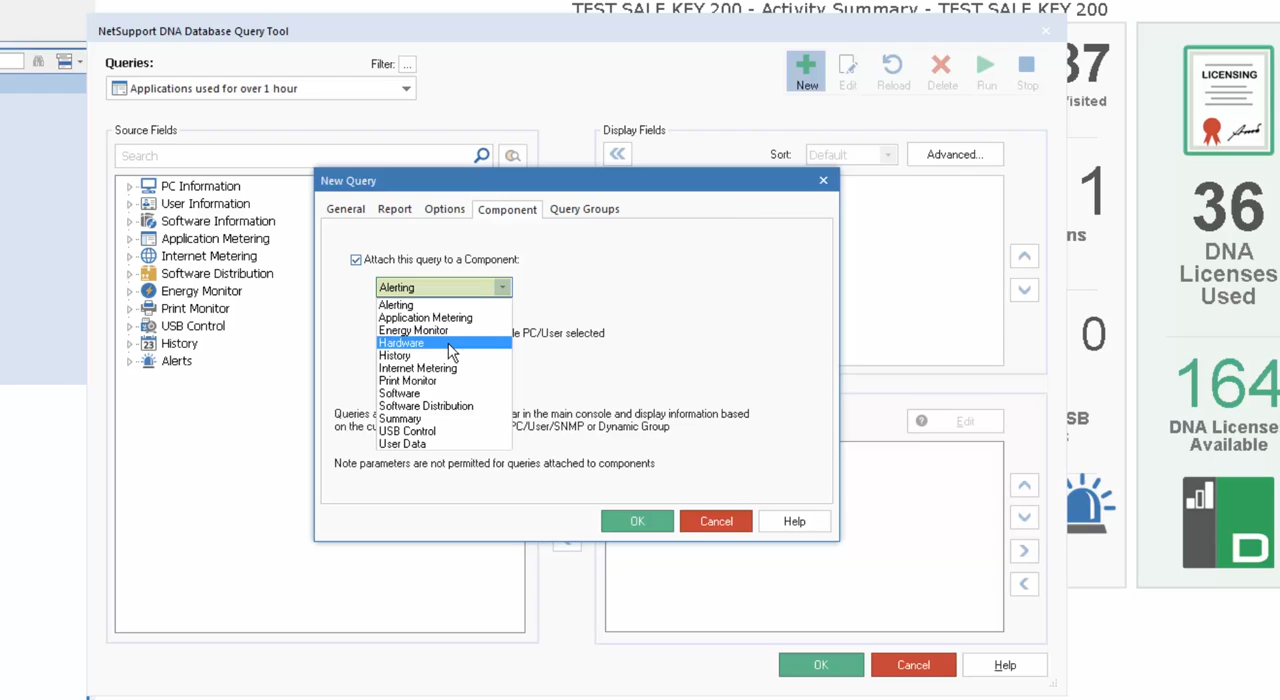 TEST SALE KEY 200 - Activity Summary - TEST SALE KEY 200
NetSupport DNA Database Query Tool
Queries:
Filter: ...
Applications used for over 1 hour
New
Edit
Reload
Delete
Run
Stop
Source Fields
Search
PC Information
User Information
Software Information
Application Metering
Internet Metering
Software Distribution
Energy Monitor
Print Monitor
USB Control
23 History
Alerts
Display Fields
Sort: Default
Advanced...
New Query
General Report Options Component Query Groups
Attach this query to a Component:
Alerting
Alerting
Application Metering
Energy Monitor
Hardware
History
Internet Metering
Print Monitor
Software
Software Distribution
Summary
USB Control
User Data
le PC/User selected
Queries a
ar in the main console and display information based
on the cu
PC/User/SNMP or Dynamic Group
Note parameters are not permitted for queries attached to components
OK Cancel Help
Edit
OK Cancel Help
37
isited
1
ns
0
SB
LICENSING
36
DNA
Licenses
Used
164
DNA License
Available
D